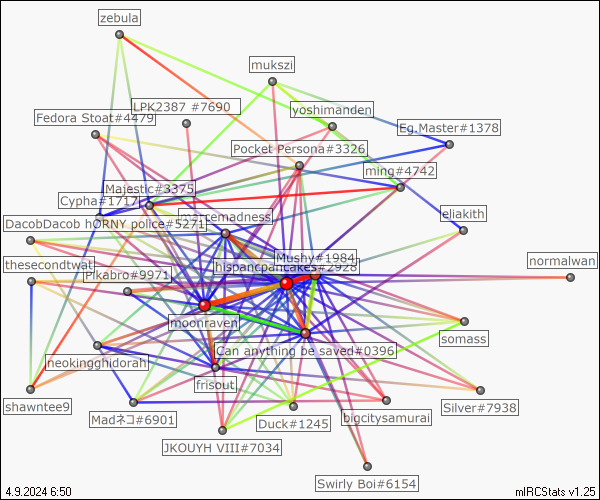 zebula
mukszi
LPK2387 #7690
yoshimanden
Fedora Stoat#4479
Eg.Master#1378
Pocket Persona#3326
ming#4742
Majestic#3375
Cypha#1717
marcemadness
eliakith
DacobDacob hORNY police#5271
Mushy#1984
normalwan
thesecondtwat
hispancpancakes#2928
Pikabro#9971
moonraven
somass
Can anything be saved#0396
neokingghidorah
frisout
shawntee9
Madネコ#6901
bigcitysamurai
Silver#7938
Duck#1245
JKOUYH VIII#7034
Swirly Boi#6154
4.9.2024 6:50
mIRCStats v1.25